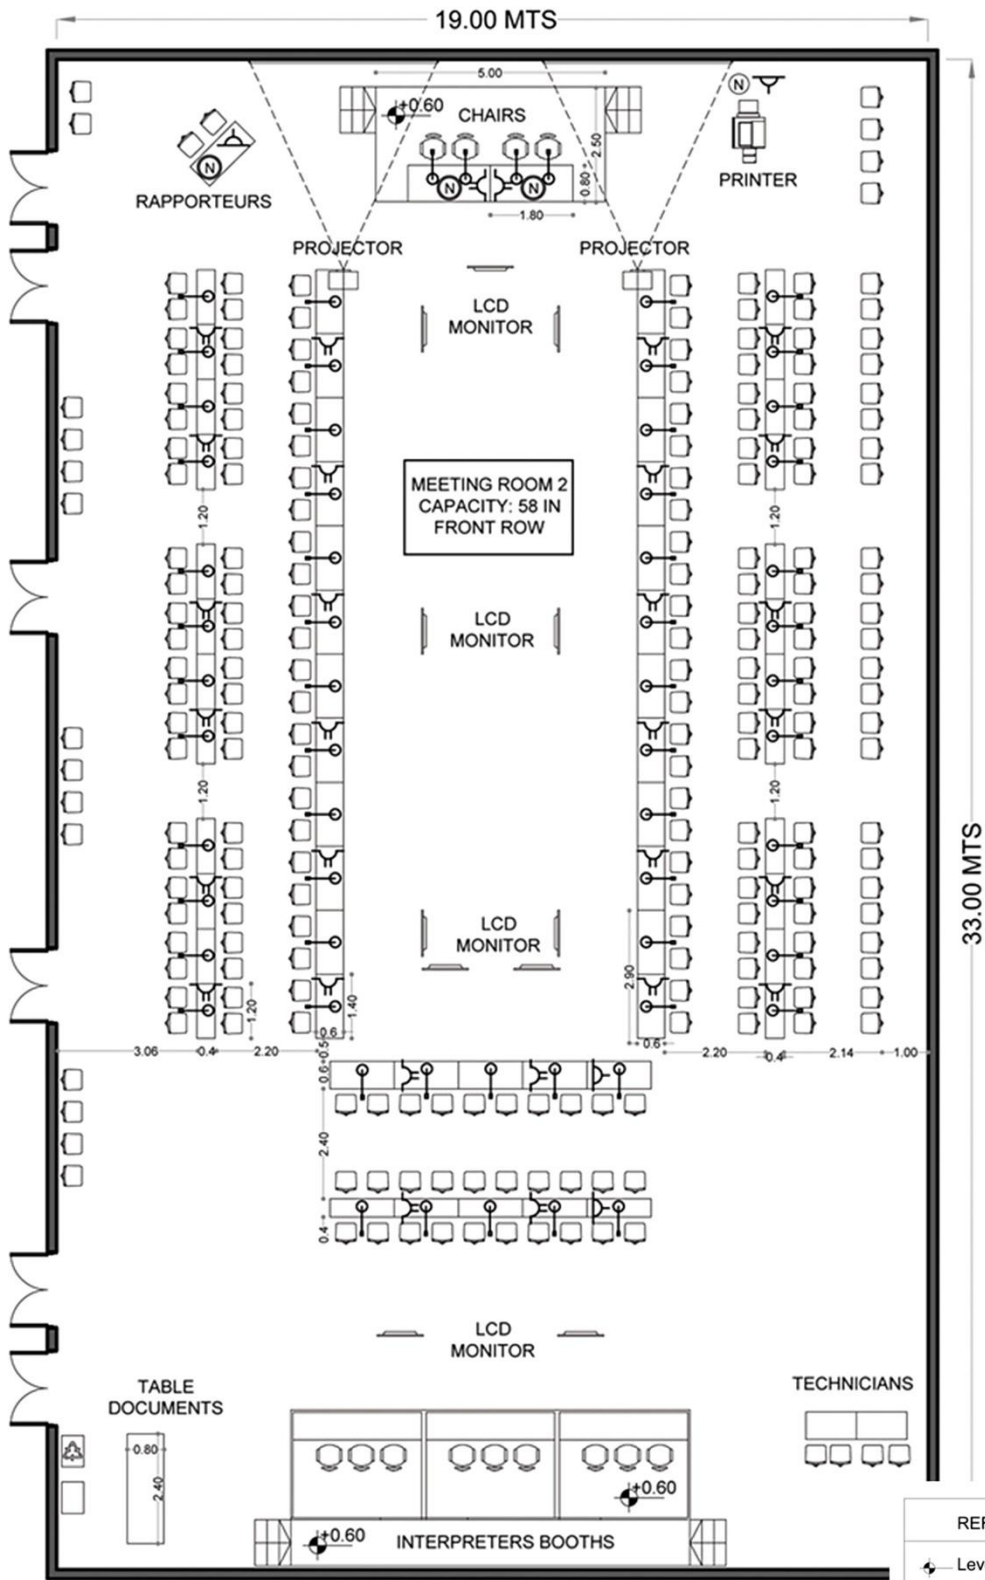 19.00 MTS
5.00
+0.60
CHAIRS
2.50
N
RAPPORTEURS
N
N
0.80
PRINTER
N
1.80
PROJECTOR
PROJECTOR
LCD
MONITOR
MEETING ROOM 2
CAPACITY: 58 IN
FRONT ROW
1.20
1.20
LCD
MONITOR
1.20
1.20
33.00 MTS
LCD
MONITOR
2.90
1.20
1.40
0.6
0.6
3.06
0.4
2.20
0.5
2.20
0.4
2.14
1.00
0.6
2.40
0.4
LCD
MONITOR
TABLE
DOCUMENTS
TECHNICIANS
0.80
2.40
+0.60
+0.60
INTERPRETERS BOOTHS
REF
Lev